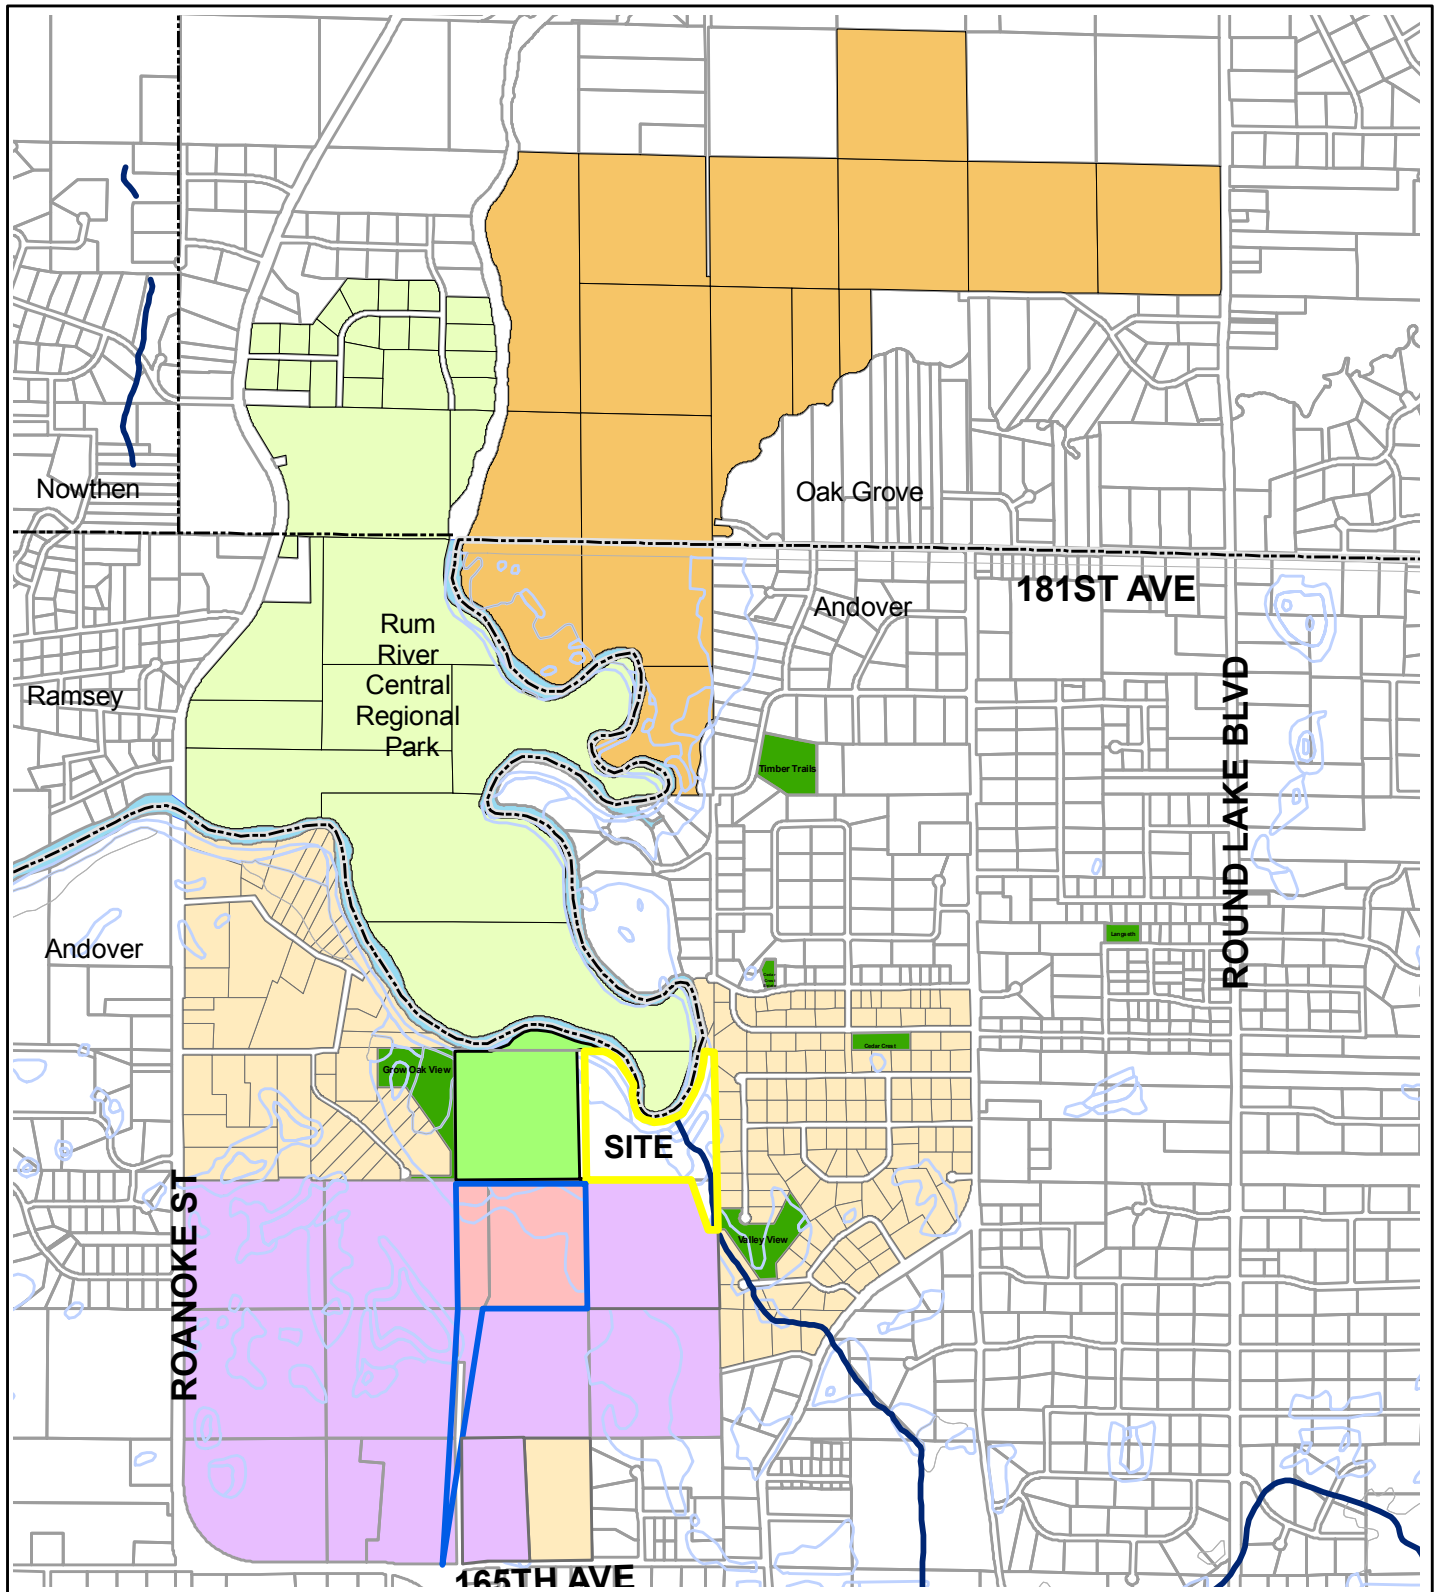 Nowthen
Oak Grove
181ST AVE
Andover
Rum
River
Central
Regional
Park
Ramsey
ROUND LAKE BLVD
Timber Trails
Andover
Langseth
Cedar Crest
Grow Oak View
SITE
ROANOKE ST
Valley View
165TH AVE